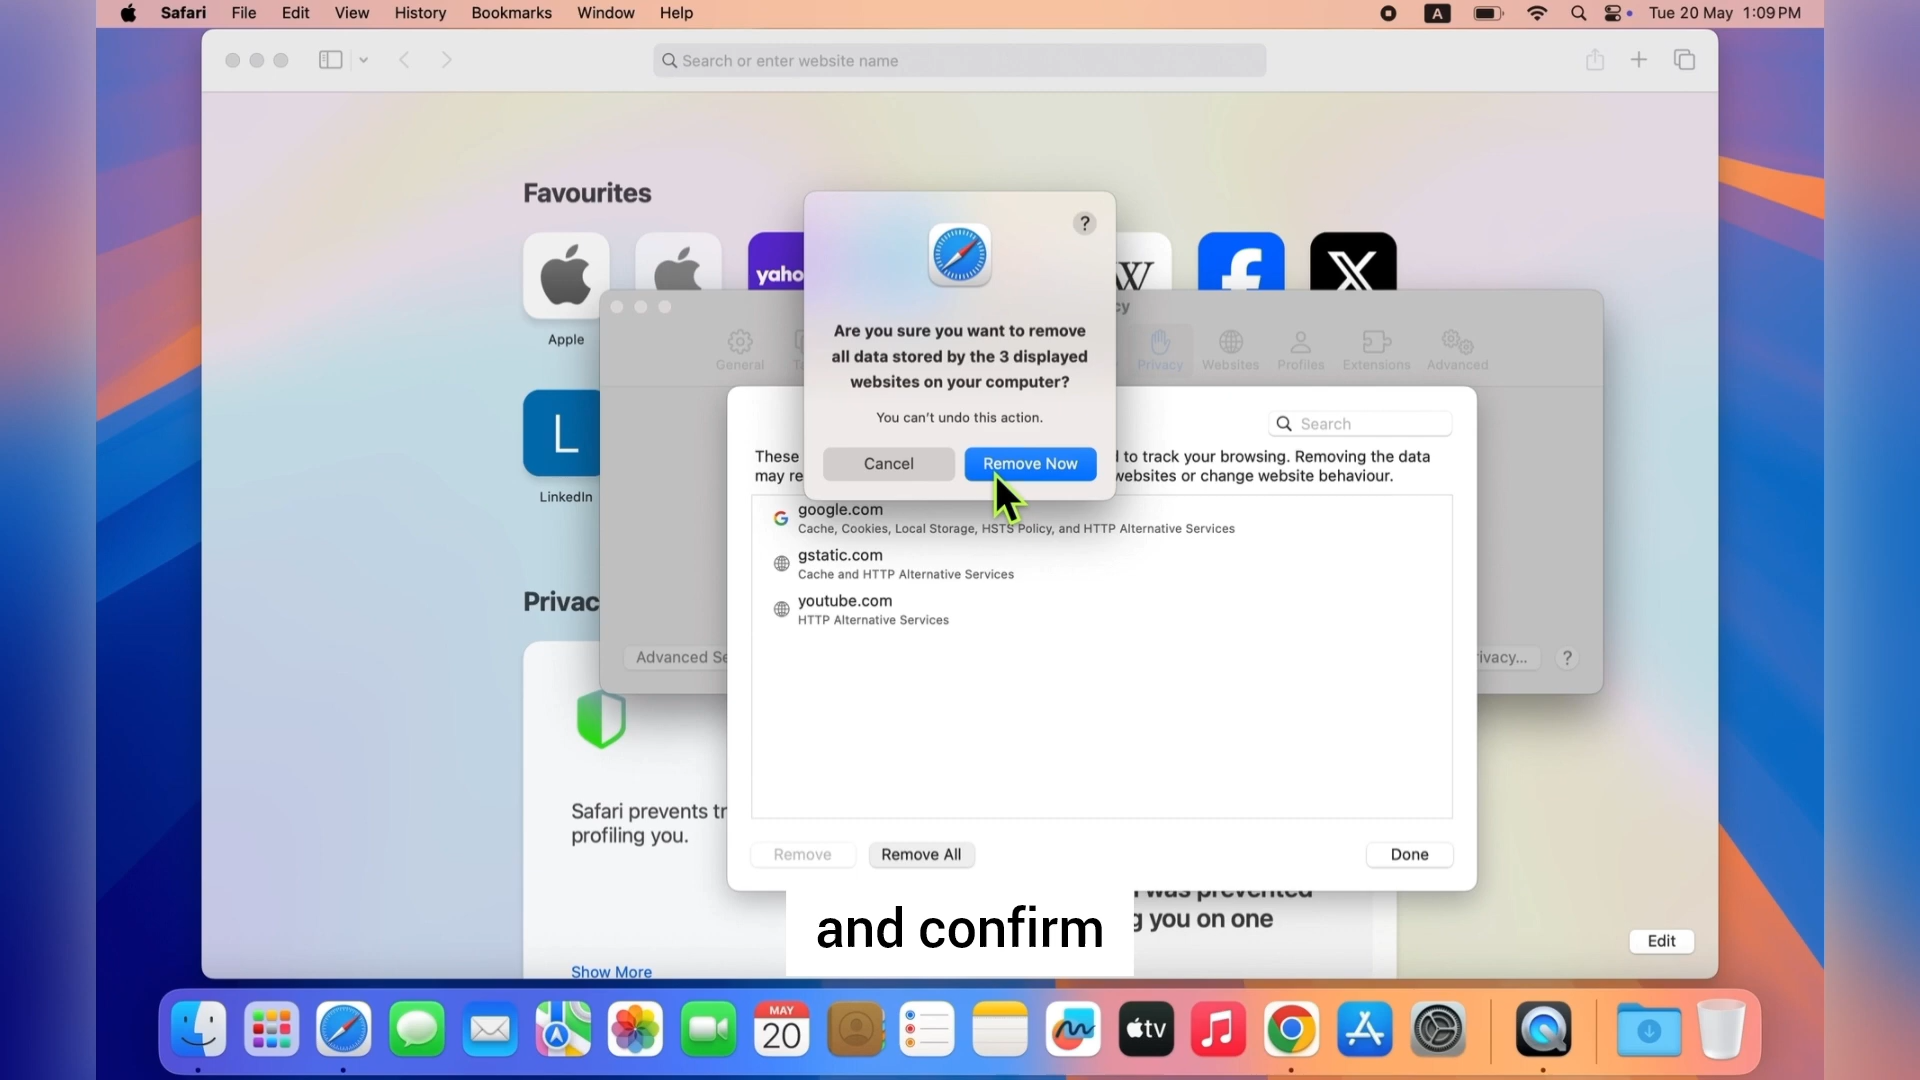 Safari File Edit View History Bookmarks Window Help
A
Tue 20 May 1:09 PM
Search or enter website name
Favourites
yaho
W
f
X
Apple
L
LinkedIn
General
Privacy
Websites
Profiles
Extensions
Advanced
?
Are you sure you want to remove
all data stored by the 3 displayed
websites on your computer?
You can't undo this action.
Cancel
Remove Now
Search
These
to track your browsing. Removing the data
may re
websites or change website behaviour.
google.com
Cache, Cookies, Local Storage, HSTS Policy, and HTTP Alternative Services
gstatic.com
Cache and HTTP Alternative Services
youtube.com
HTTP Alternative Services
Advanced Se
ivacy...
?
Remove
Remove All
Done
Privac
Safari prevents tr
profiling you.
was prevented
g you on one
Show More
Edit
and confirm
MAY
20
tv